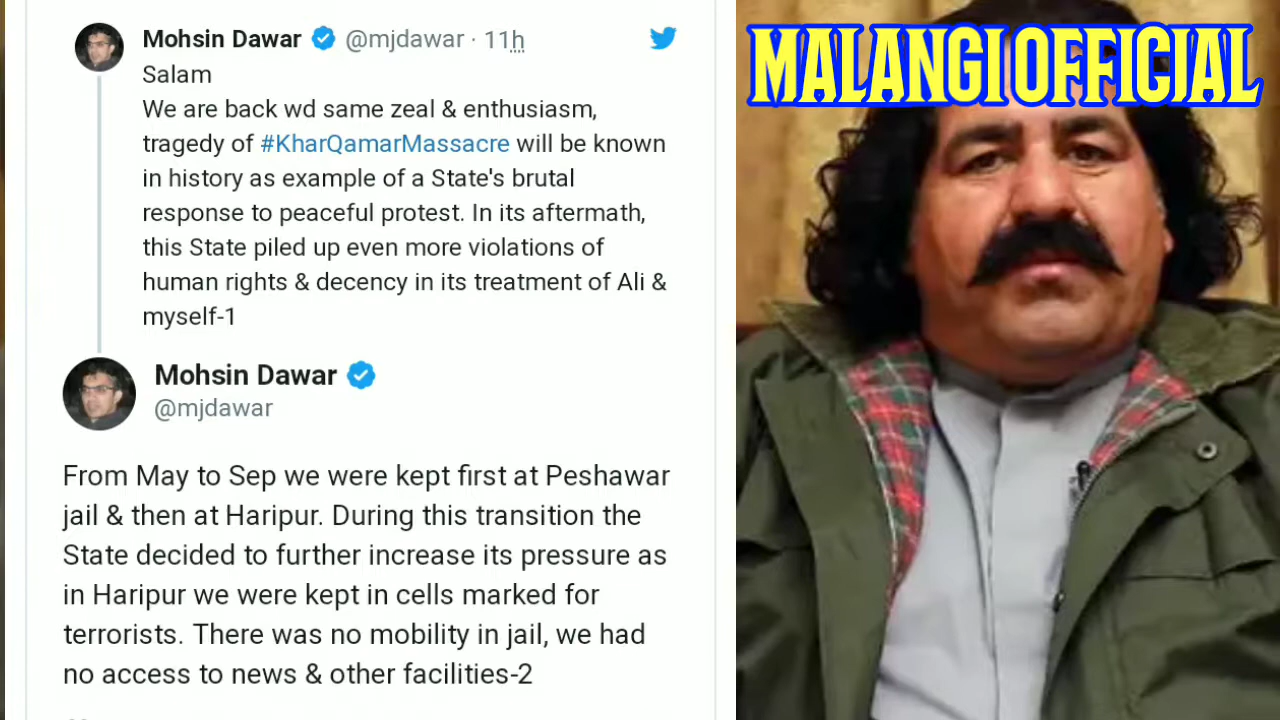 Mohsin Dawar @mjdawar · 11h
Salam
We are back wd same zeal & enthusiasm,
tragedy of #KharQamarMassacre will be known
in history as example of a State's brutal
response to peaceful protest. In its aftermath,
this State piled up even more violations of
human rights & decency in its treatment of Ali &
myself-1
Mohsin Dawar
@mjdawar
From May to Sep we were kept first at Peshawar
jail & then at Haripur. During this transition the
State decided to further increase its pressure as
in Haripur we were kept in cells marked for
terrorists. There was no mobility in jail, we had
no access to news & other facilities-2
MALANGI OFFICIAL